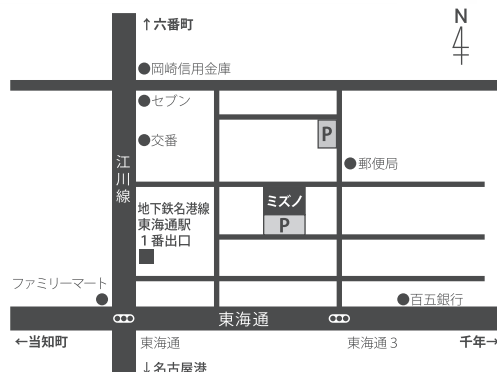 ↑六番町
N
岡崎信用金庫
セブン
交番
P
郵便局
江川線
ミズノ
P
地下鉄名港線
東海通駅
1番出口
ファミリーマート
百五銀行
東海通
←当知町
東海通
東海通3
千年→
↓名古屋港